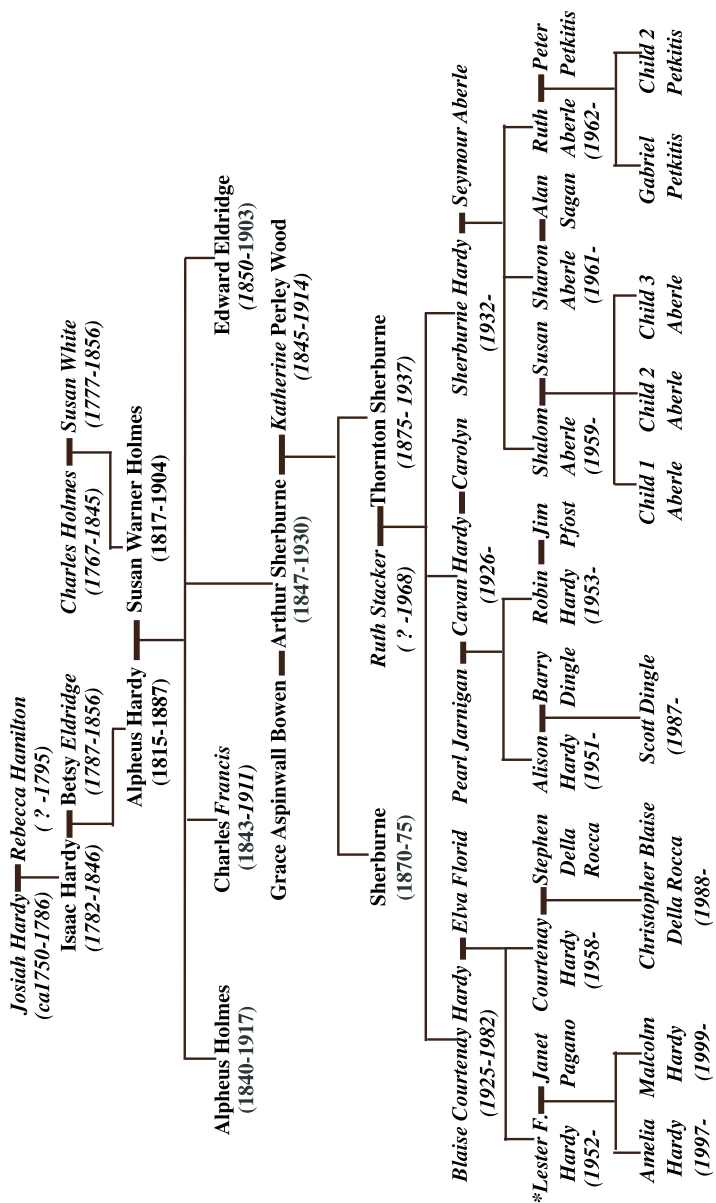 Josiah Hardy Rebecca Hamilton
(ca1750-1786) ( ? -1795)
Isaac Hardy Betsy Eldridge Charles Holmes Susan White
(1782-1846) (1787-1856) (1767-1845) (1777-1856)
Alpheus Hardy Susan Warner Holmes
(1815-1887) (1817-1904)
Alpheus Holmes Charles Francis Edward Eldridge
(1840-1917) (1843-1911) (1850-1903)
Grace Aspinwall Bowen Arthur Sherburne Katherine Perley Wood
(1847-1930) (1845-1914)
Sherburne Ruth Stacker Thornton Sherburne
(1870-75) ( ? -1968) (1875- 1937)
Blaise Courtenay Hardy Elva Florid Pearl Jarnigan Cavan Hardy Carolyn Sherburne Hardy Seymour Aberle
(1925-1982) (1926- (1932-
*Lester F. Janet Courtenay Stephen Alison Barry Robin Jim Shalom Susan Sharon Alan Ruth Peter
Hardy Pagano Hardy Della Hardy Dingle Hardy Pfost Aberle Aberle Sagan Aberle Petkitis
(1952- (1958- Rocca (1951- (1953- (1959- (1961- (1962-
Amelia Malcolm Christopher Blaise Scott Dingle Child 1 Child 2 Child 3 Gabriel Child 2
Hardy Hardy Della Rocca (1987- Aberle Aberle Aberle Petkitis Petkitis
(1997- (1999- (1988-